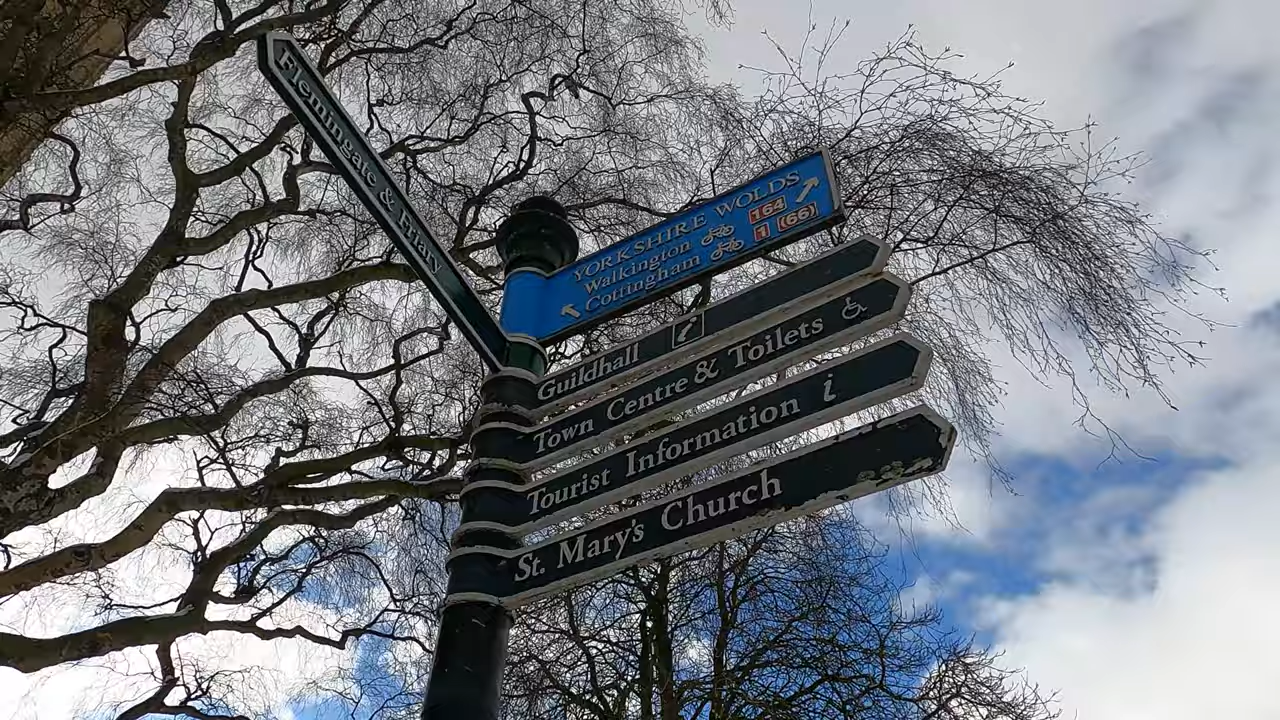 Flemingate & Friary
YORKSHIRE WOLDS
Walkington 164
Cottingham 1 (66)
Guildhall i
Town Centre & Toilets
Tourist Information i
St. Mary's Church